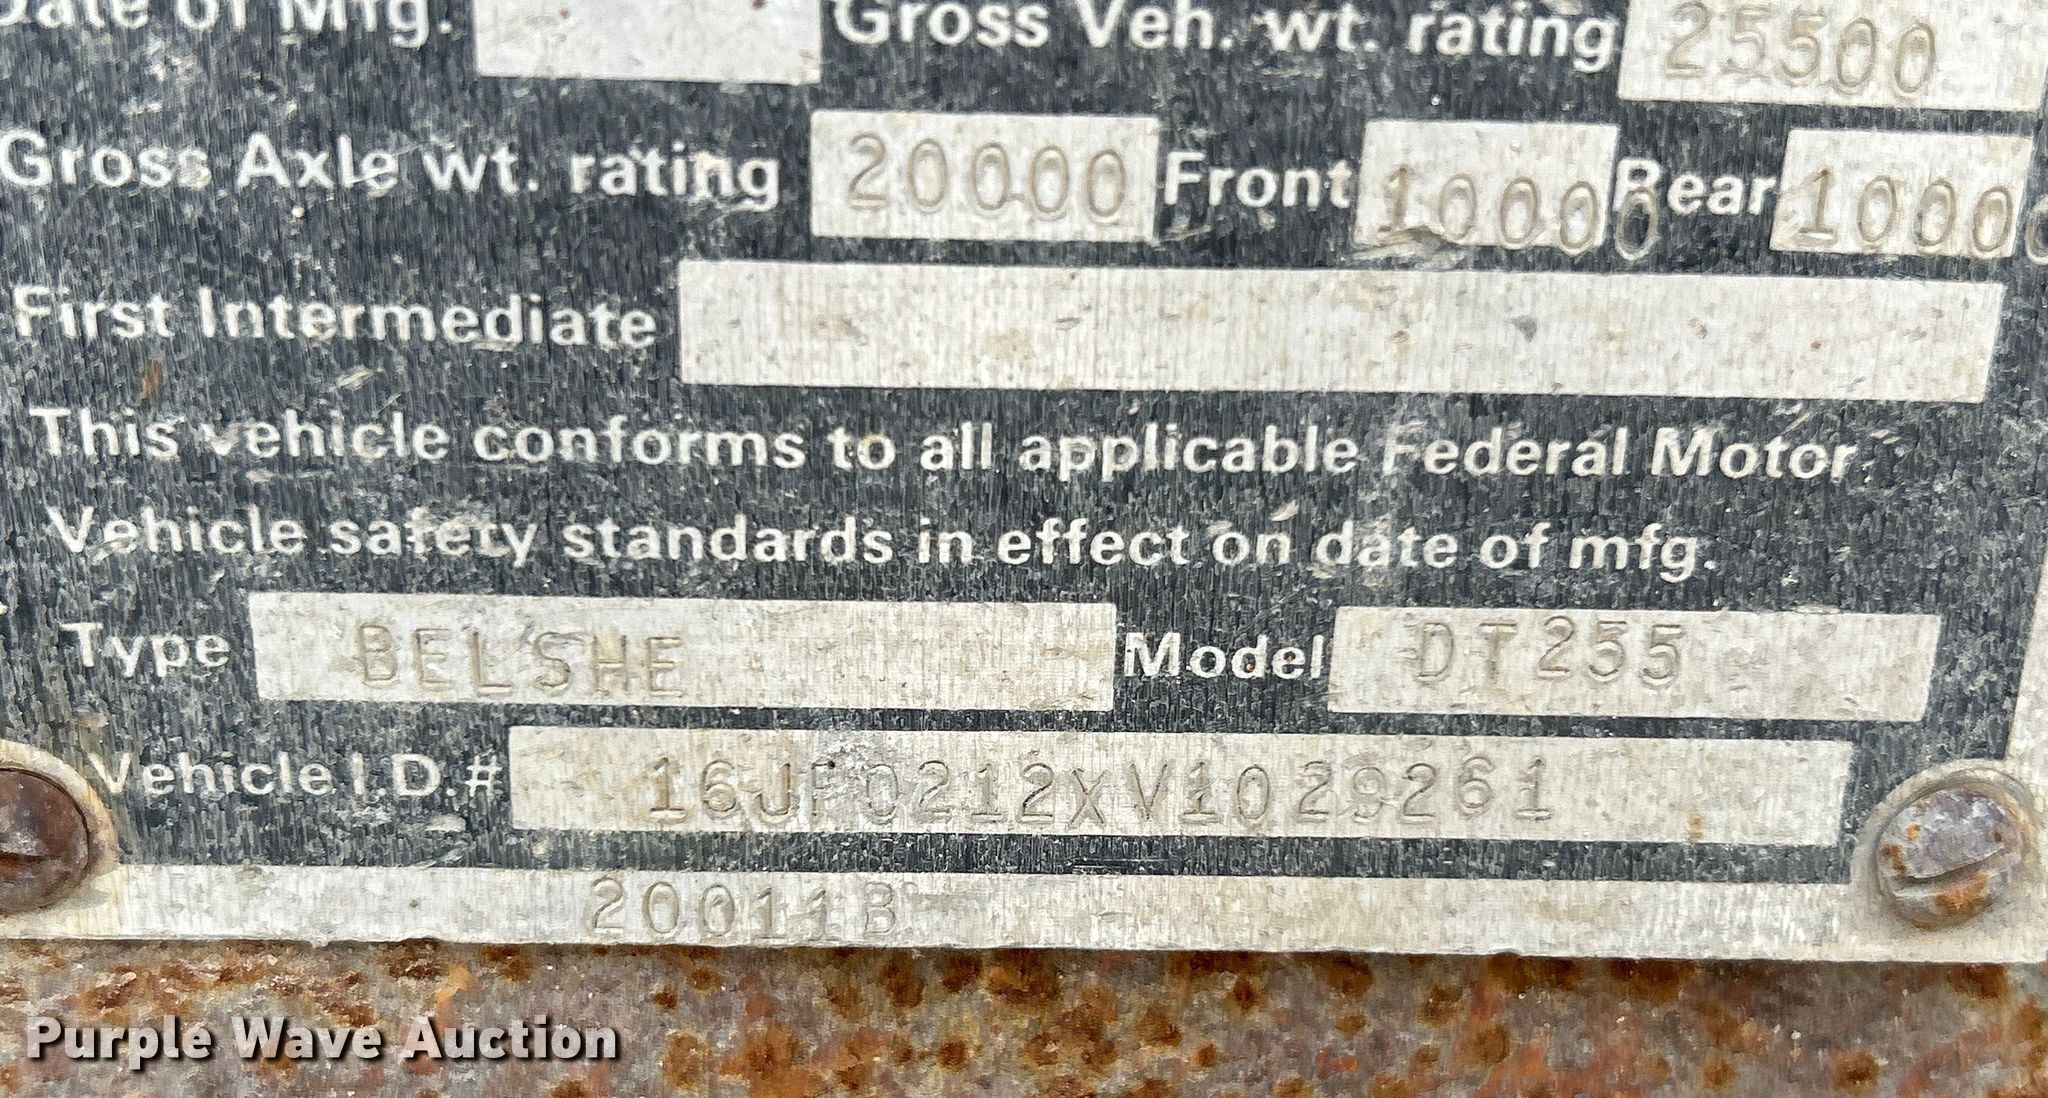 Date of Mfg. Gross Veh. wt. rating 25500
Gross Axle wt. rating 20000 Front 10000 Rear 10000
First Intermediate
This vehicle conforms to all applicable Federal Motor
Vehicle safety standards in effect on date of mfg.
Type BELSHE Model DT255
Vehicle I.D.# 16JF0212XV1029261
20011B
Purple Wave Auction